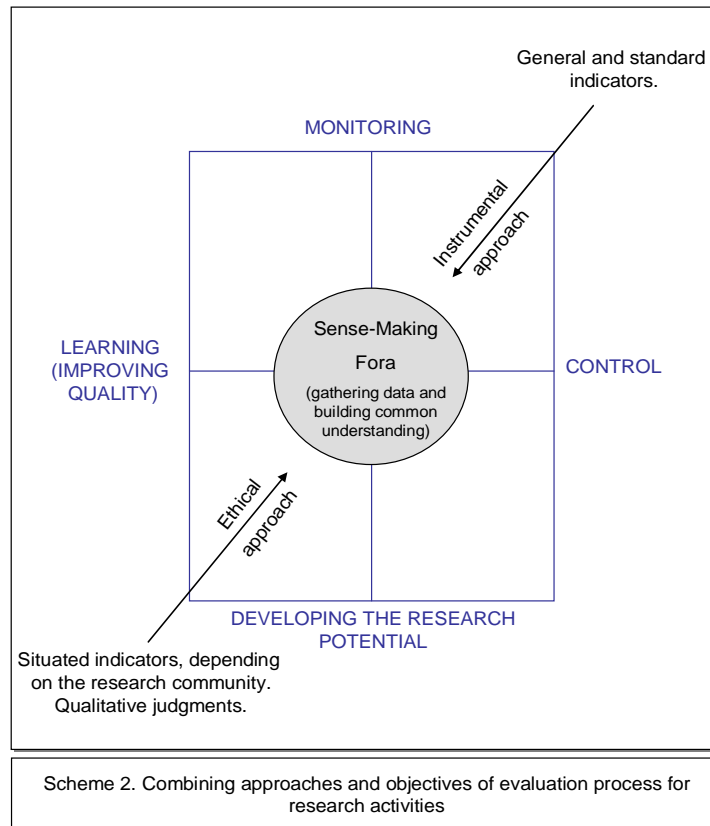 General and standard
indicators.
MONITORING
Instrumental
approach
Sense-Making
Fora
(gathering data and
building common
understanding)
LEARNING
(IMPROVING
QUALITY)
CONTROL
Ethical
approach
DEVELOPING THE RESEARCH
POTENTIAL
Situated indicators, depending
on the research community.
Qualitative judgments.
Scheme 2. Combining approaches and objectives of evaluation process for
research activities